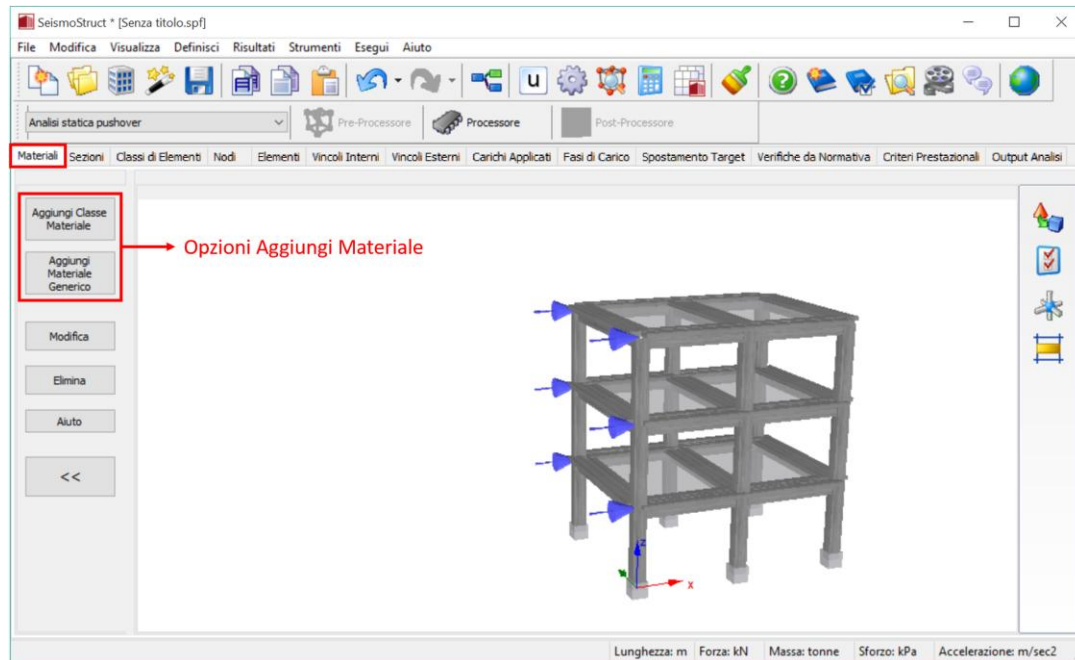 SeismoStruct * [Senza titolo.spf]
File Modifica Visualizza Definisci Risultati Strumenti Esegui Aiuto
u
Analisi statica pushover
Pre-Processore
Processore
Post-Processore
Materiali Sezioni Classi di Elementi Nodi Elementi Vincoli Interni Vincoli Esterni Carichi Applicati Fasi di Carico Spostamento Target Verifiche da Normativa Criteri Prestazionali Output Analisi
Aggiungi Classe
Materiale
Aggiungi
Materiale
Generico
Opzioni Aggiungi Materiale
Modifica
Elimina
Aiuto
<<
z
x
Lunghezza: m Forza: kN Massa: tonne Sforzo: kPa Accelerazione: m/sec2